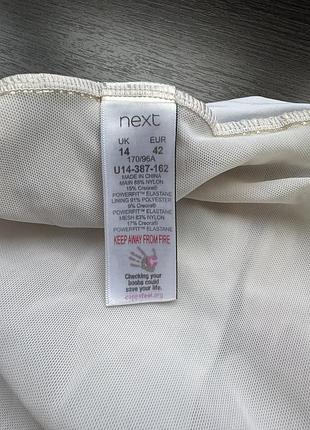 next
UK EUR
14 42
170/96A
U14-387-162
MADE IN CHINA
MAIN 85% NYLON
15% Creora®
POWERFIT™ ELASTANE
LINING 91% POLYESTER
9% Creora®
POWERFIT™ ELASTANE
MESH 83% NYLON
17% Creora®
POWERFIT™ ELASTANE
KEEP AWAY FROM FIRE
Checking your
boobs could
save your life.